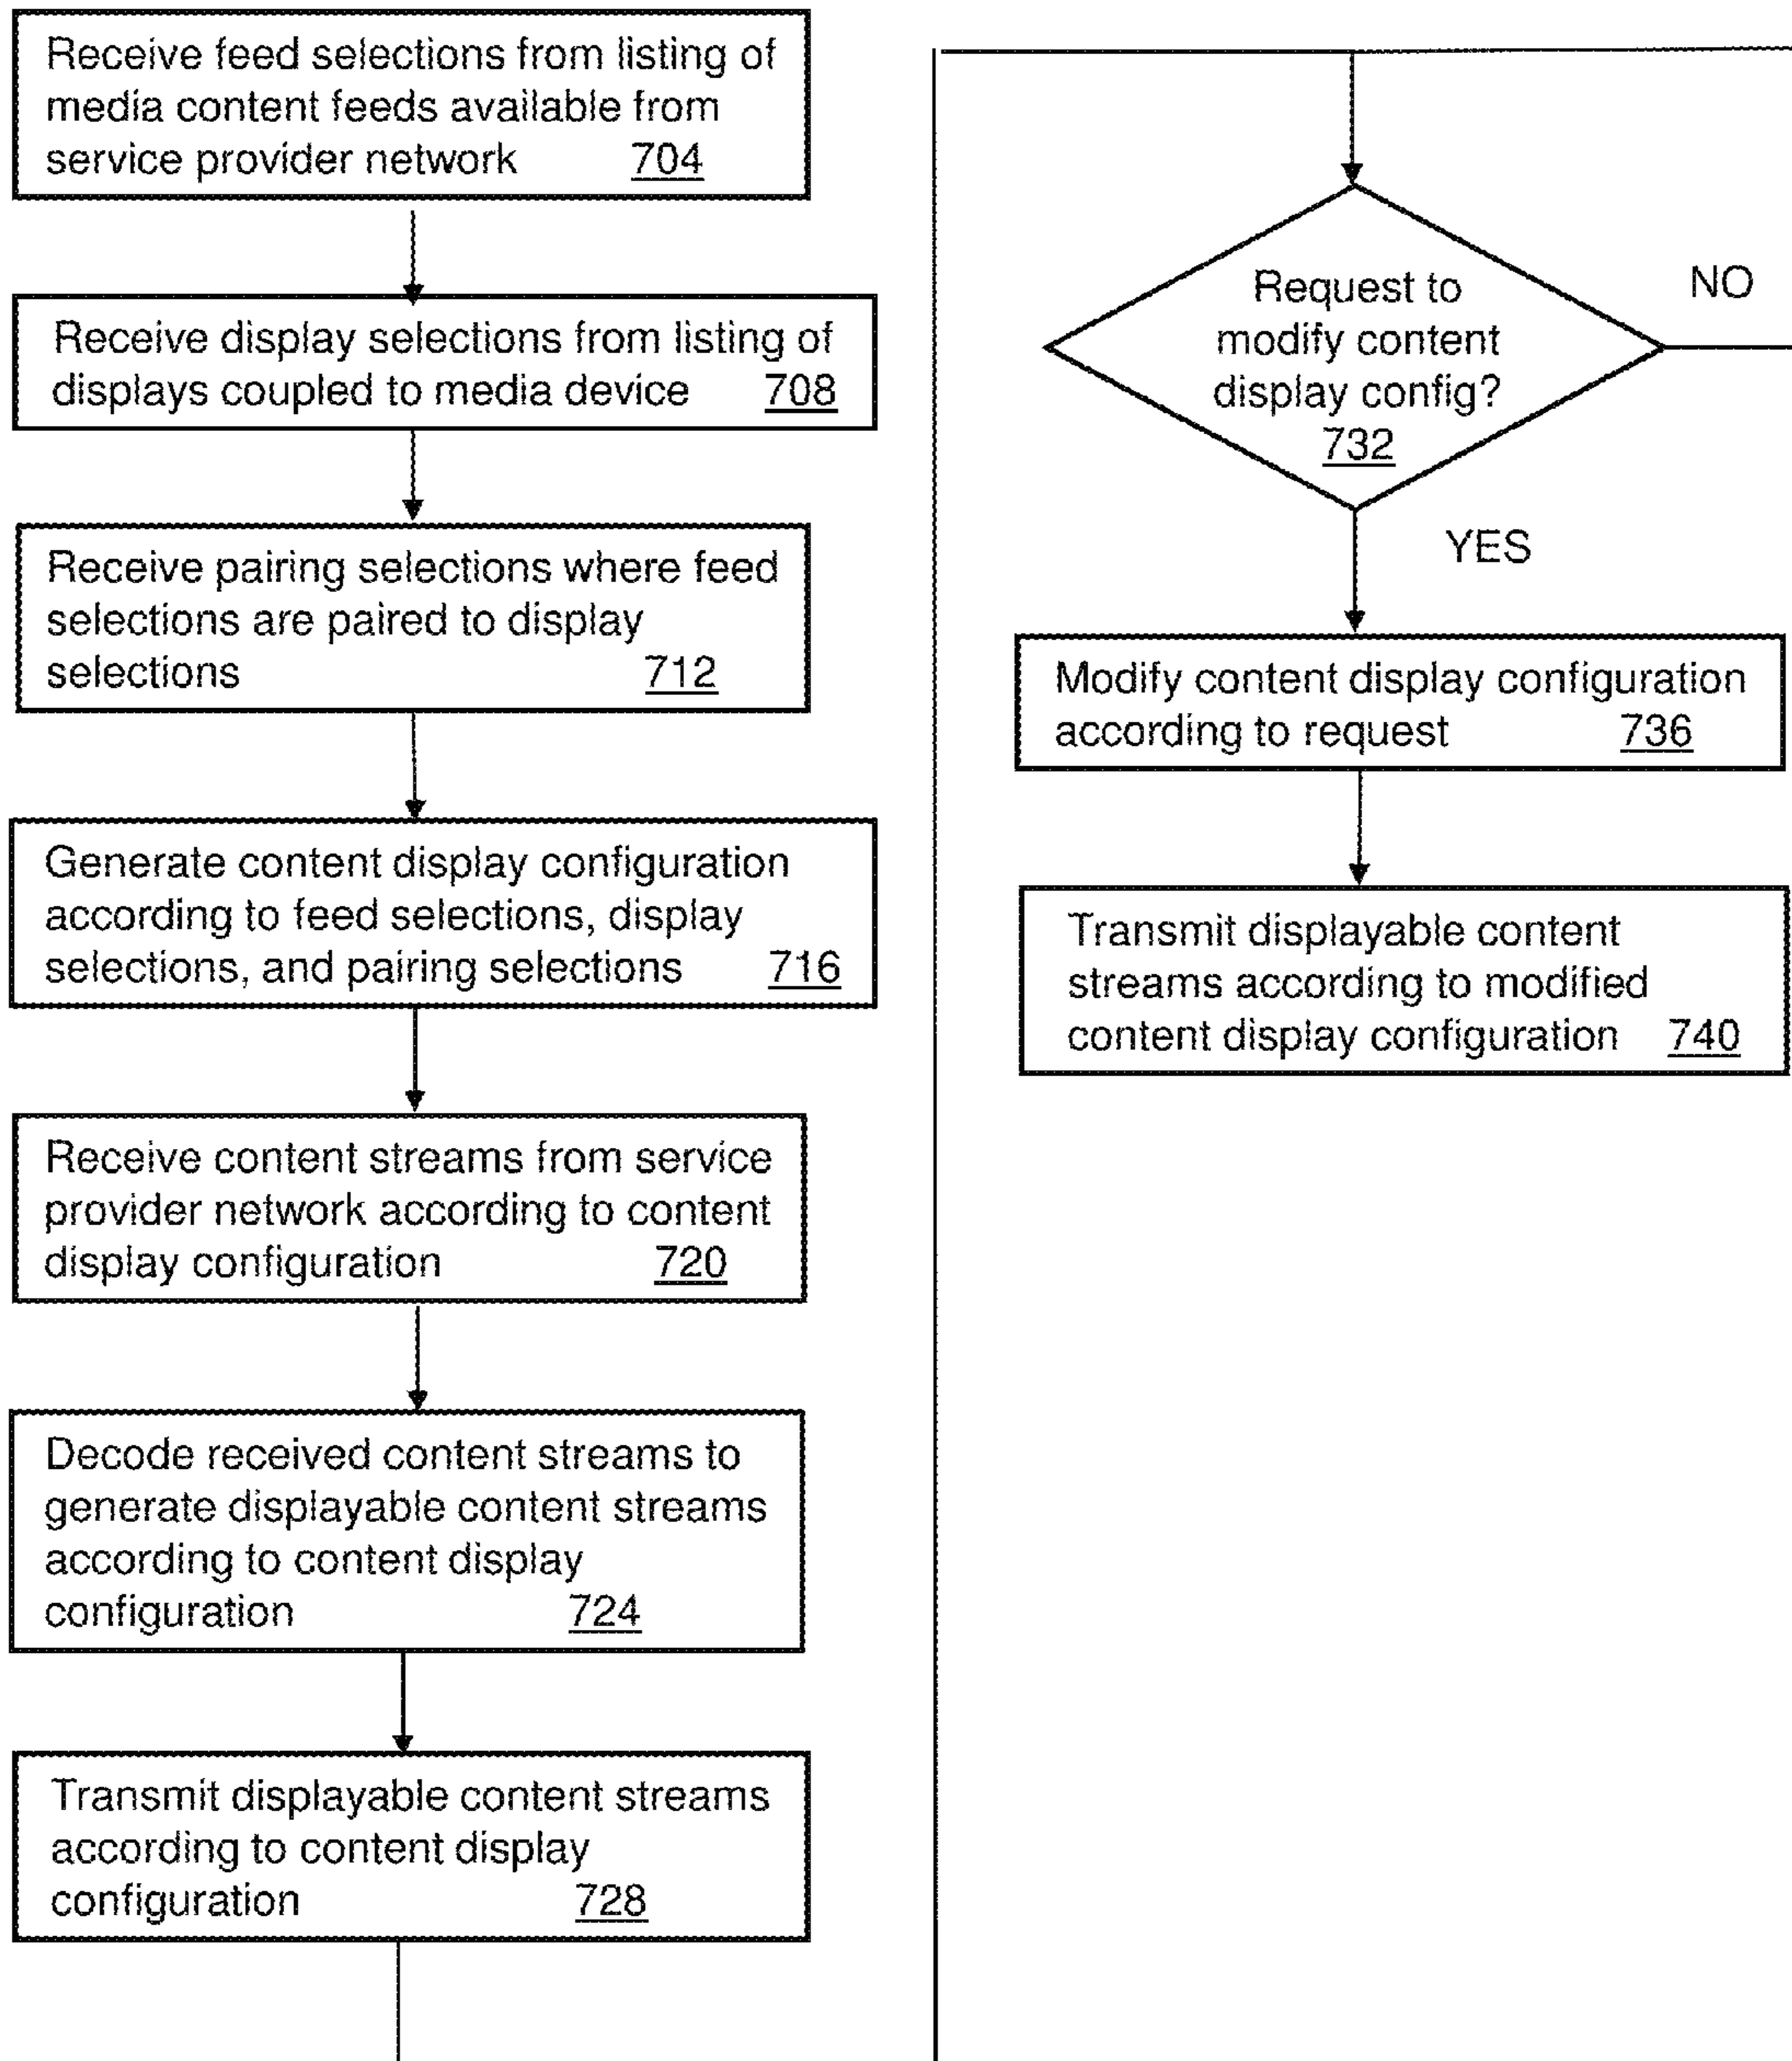 Receive feed selections from listing of
media content feeds available from
service provider network 704
Receive display selections from listing of
displays coupled to media device 708
Receive pairing selections where feed
selections are paired to display
selections 712
Generate content display configuration
according to feed selections, display
selections, and pairing selections 716
Receive content streams from service
provider network according to content
display configuration 720
Decode received content streams to
generate displayable content streams
according to content display
configuration 724
Transmit displayable content streams
according to content display
configuration 728
Request to
modify content
display config?
732
NO
YES
Modify content display configuration
according to request 736
Transmit displayable content
streams according to modified
content display configuration 740